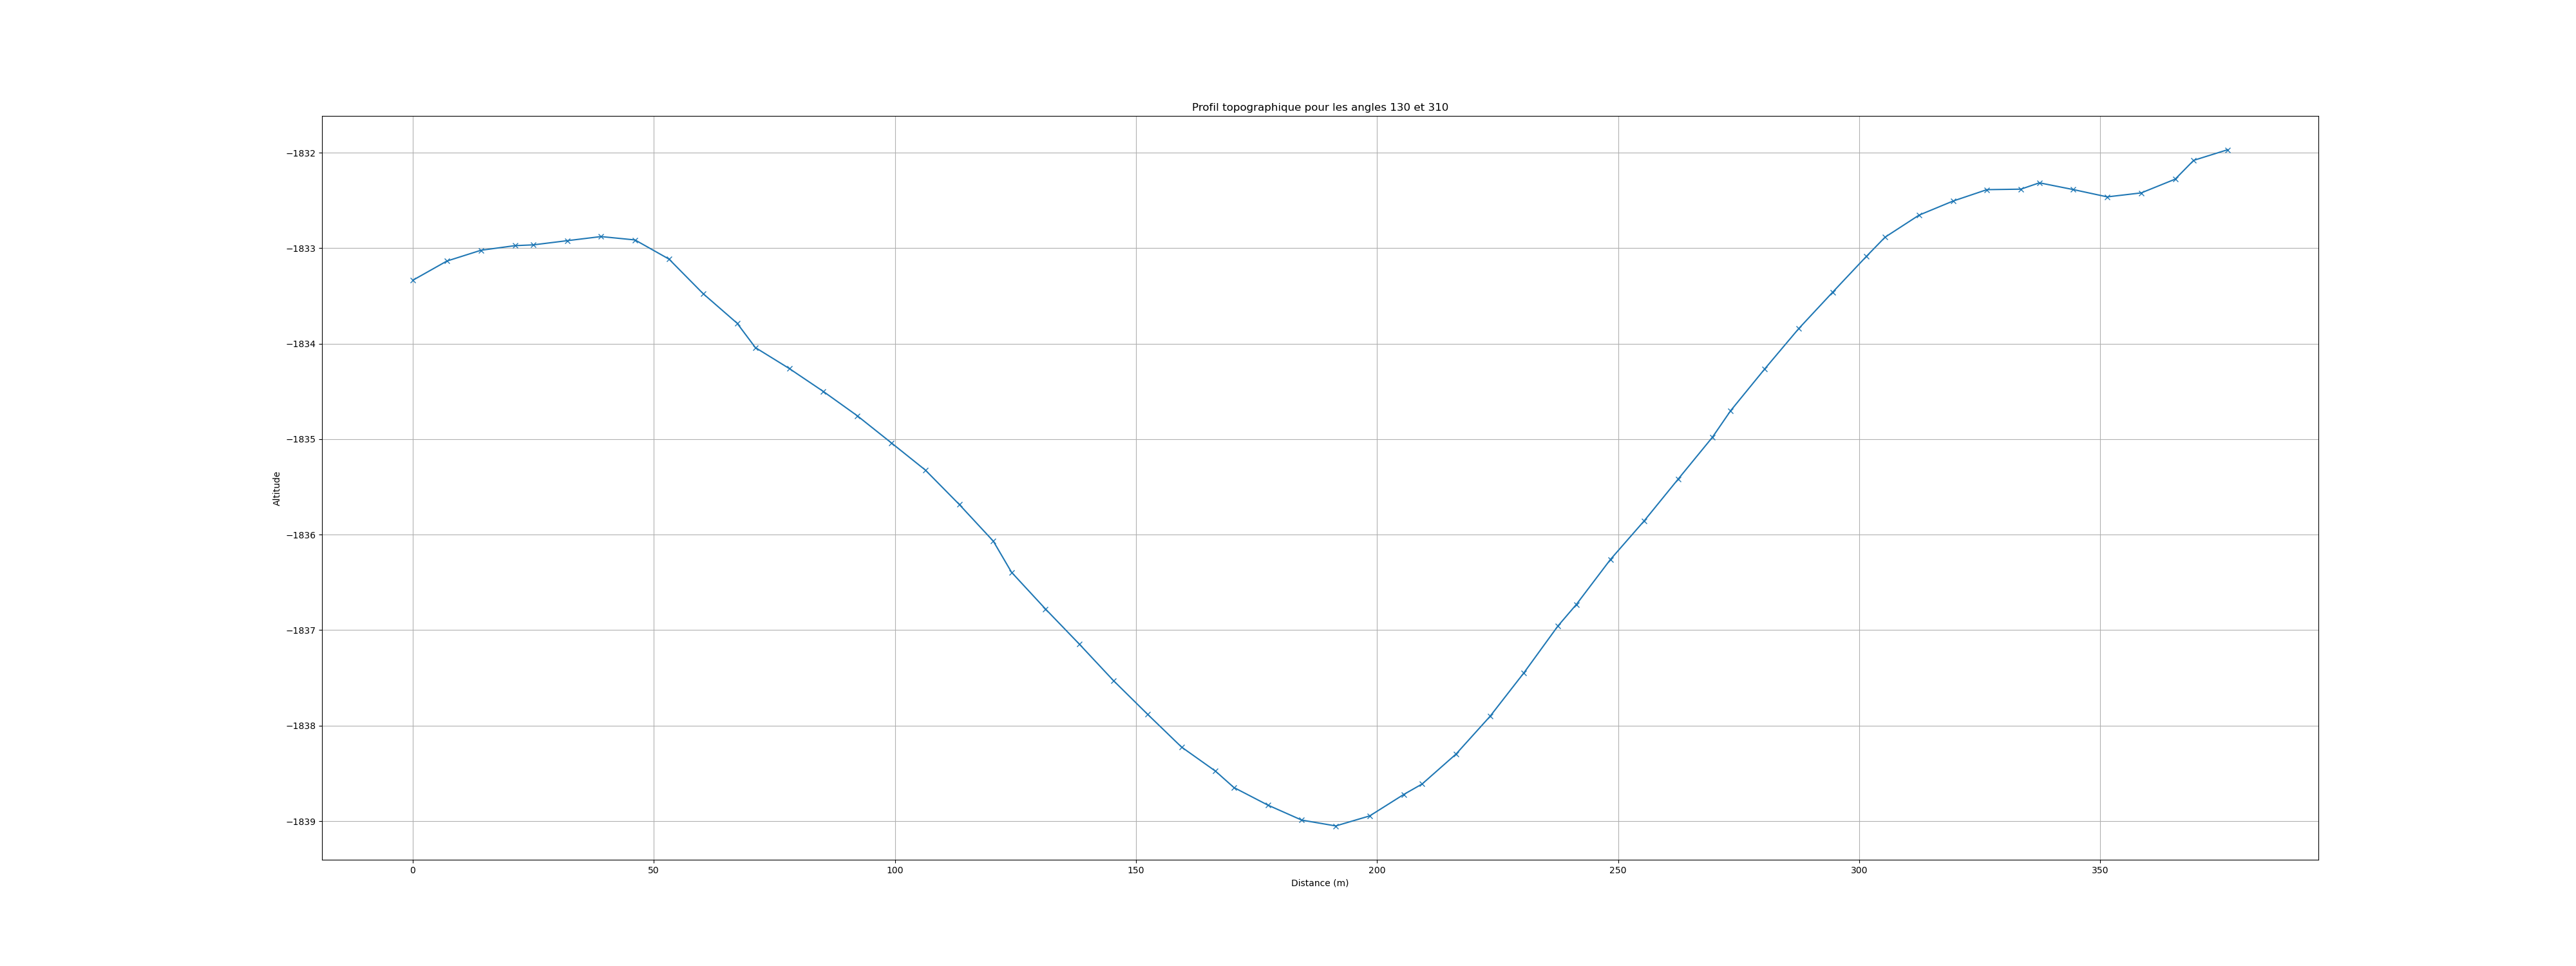 Profil topographique pour les angles 130 et 310
−1832
−1833
−1834
−1835
−1836
−1837
−1838
−1839
Altitude
0 50 100 150 200 250 300 350
Distance (m)